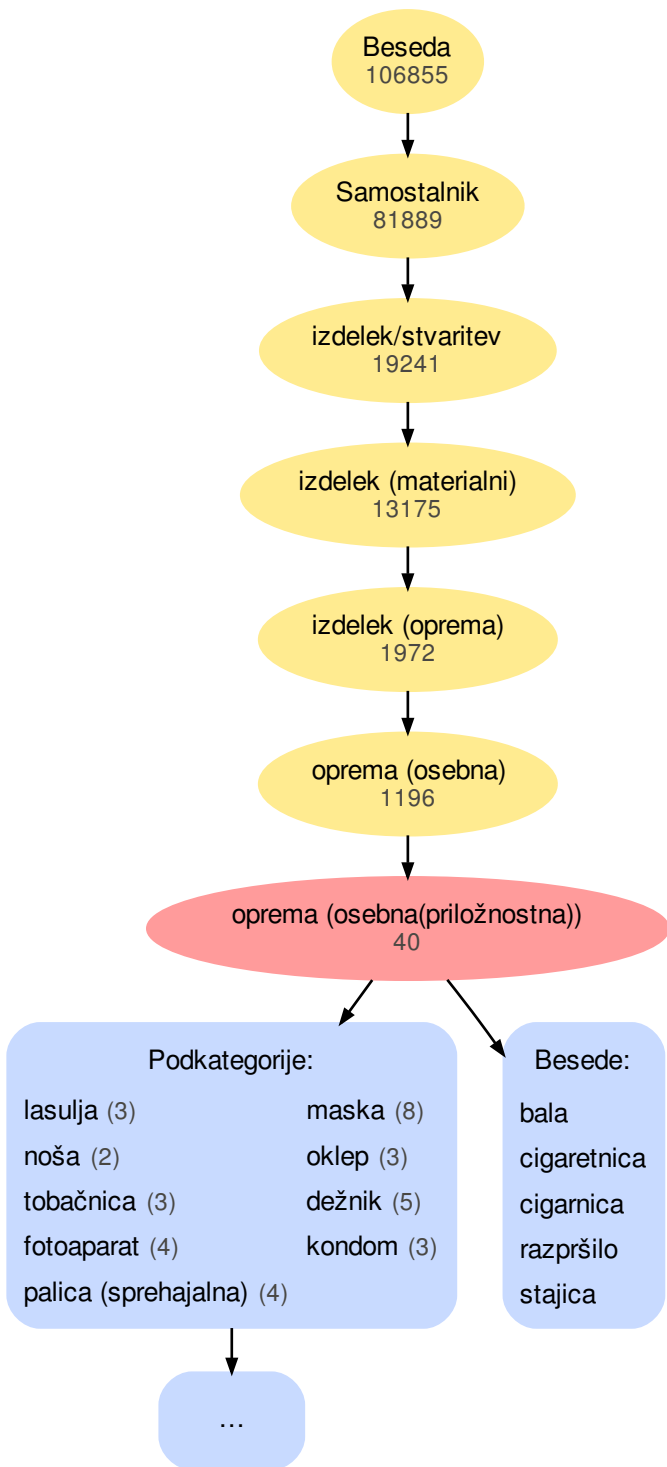 Beseda
106855
Samostalnik
81889
izdelek/stvaritev
19241
izdelek (materialni)
13175
izdelek (oprema)
1972
oprema (osebna)
1196
oprema (osebna(priložnostna))
40
Podkategorije:
lasulja (3) maska (8)
noša (2) oklep (3)
tobačnica (3) dežnik (5)
fotoaparat (4) kondom (3)
palica (sprehajalna) (4)
Besede:
bala
cigaretnica
cigarnica
razpršilo
stajica
...